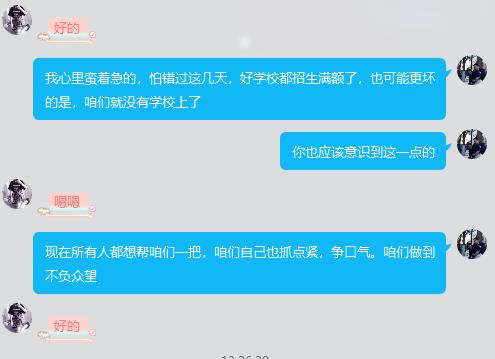 好的
我心里蛮着急的，怕错过这几天，好学校都招生满额了，也可能更坏
的是，咱们就没有学校上了
你也应该意识到这一点的
嗯嗯
现在所有人都想帮咱们一把，咱们自己也抓点紧，争口气。咱们做到
不负众望
好的